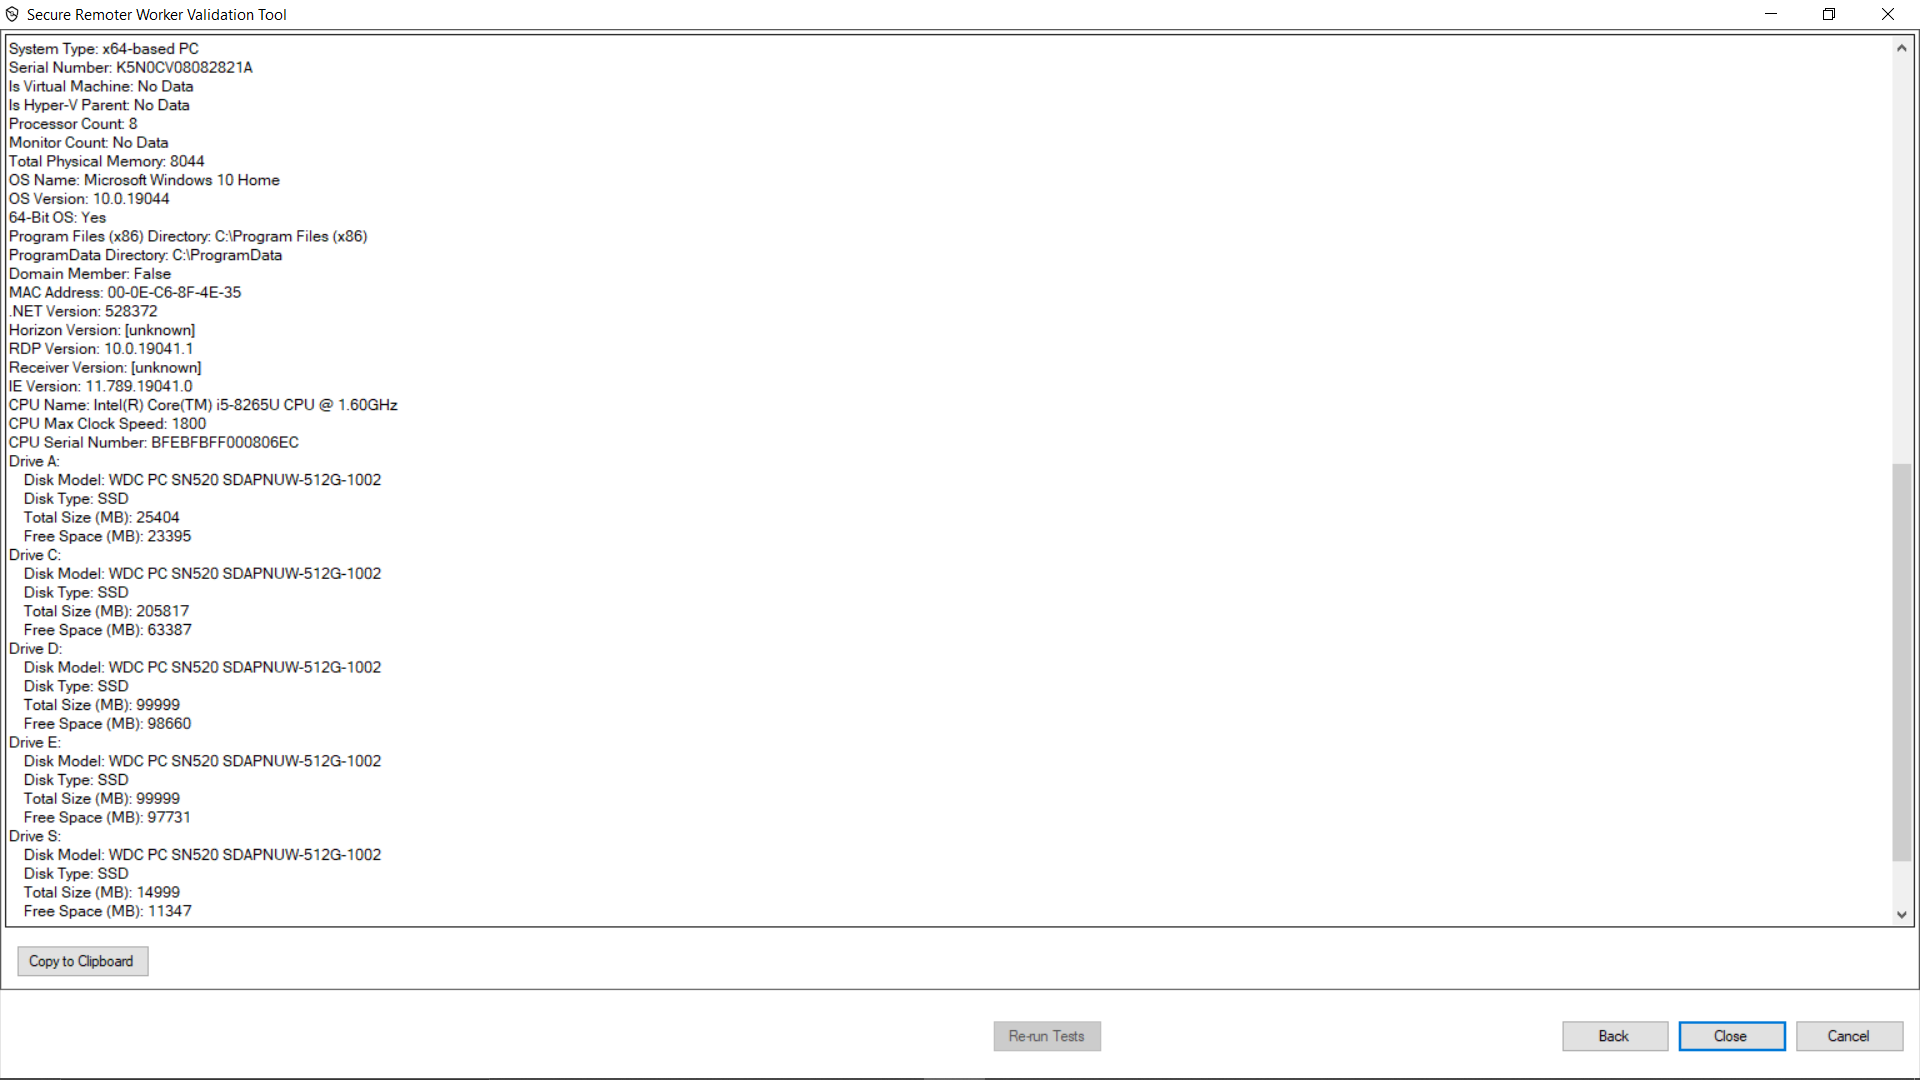 Secure Remoter Worker Validation Tool
System Type: x64-based PC
Serial Number: K5N0CV08082821A
Is Virtual Machine: No Data
Is Hyper-V Parent: No Data
Processor Count: 8
Monitor Count: No Data
Total Physical Memory: 8044
OS Name: Microsoft Windows 10 Home
OS Version: 10.0.19044
64-Bit OS: Yes
Program Files (x86) Directory: C:\Program Files (x86)
ProgramData Directory: C:\ProgramData
Domain Member: False
MAC Address: 00-0E-C6-8F-4E-35
.NET Version: 528372
Horizon Version: [unknown]
RDP Version: 10.0.19041.1
Receiver Version: [unknown]
IE Version: 11.789.19041.0
CPU Name: Intel(R) Core(TM) i5-8265U CPU @ 1.60GHz
CPU Max Clock Speed: 1800
CPU Serial Number: BFEBFBFF000806EC
Drive A:
Disk Model: WDC PC SN520 SDAPNUW-512G-1002
Disk Type: SSD
Total Size (MB): 25404
Free Space (MB): 23395
Drive C:
Disk Model: WDC PC SN520 SDAPNUW-512G-1002
Disk Type: SSD
Total Size (MB): 205817
Free Space (MB): 63387
Drive D:
Disk Model: WDC PC SN520 SDAPNUW-512G-1002
Disk Type: SSD
Total Size (MB): 99999
Free Space (MB): 98660
Drive E:
Disk Model: WDC PC SN520 SDAPNUW-512G-1002
Disk Type: SSD
Total Size (MB): 99999
Free Space (MB): 97731
Drive S:
Disk Model: WDC PC SN520 SDAPNUW-512G-1002
Disk Type: SSD
Total Size (MB): 14999
Free Space (MB): 11347
Copy to Clipboard
Re-run Tests
Back
Close
Cancel